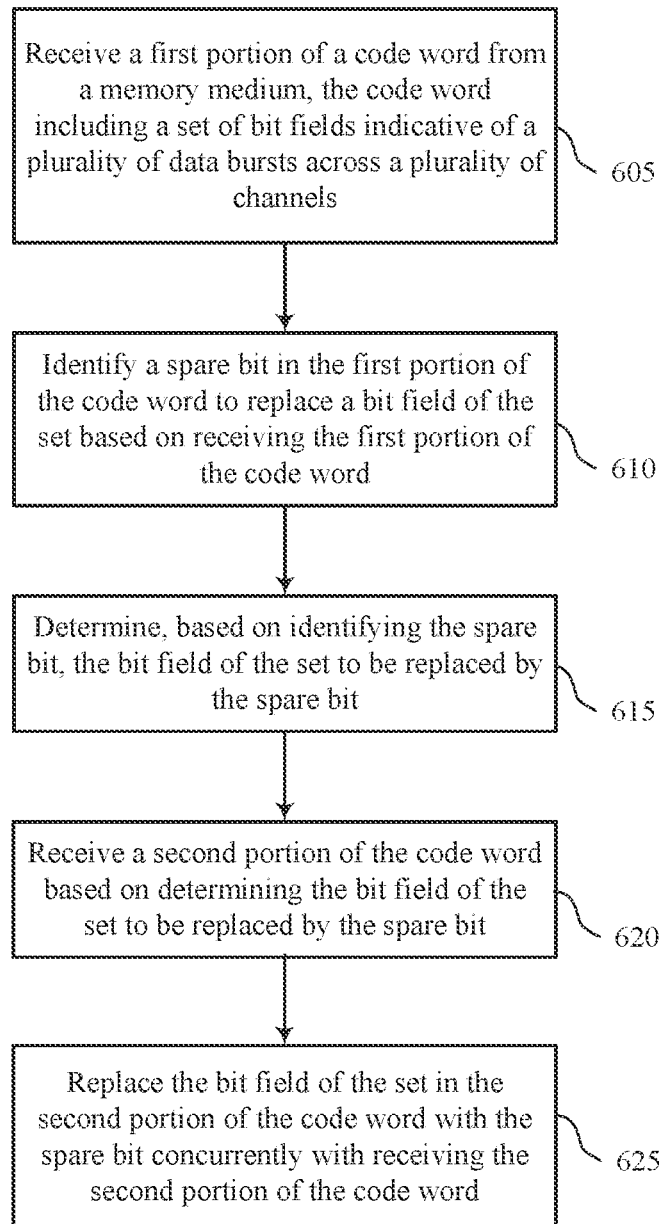 Receive a first portion of a code word from
a memory medium, the code word
including a set of bit fields indicative of a
plurality of data bursts across a plurality of
channels
605
Identify a spare bit in the first portion of
the code word to replace a bit field of the
set based on receiving the first portion of
the code word
610
Determine, based on identifying the spare
bit, the bit field of the set to be replaced by
the spare bit
615
Receive a second portion of the code word
based on determining the bit field of the
set to be replaced by the spare bit
620
Replace the bit field of the set in the
second portion of the code word with the
spare bit concurrently with receiving the
second portion of the code word
625